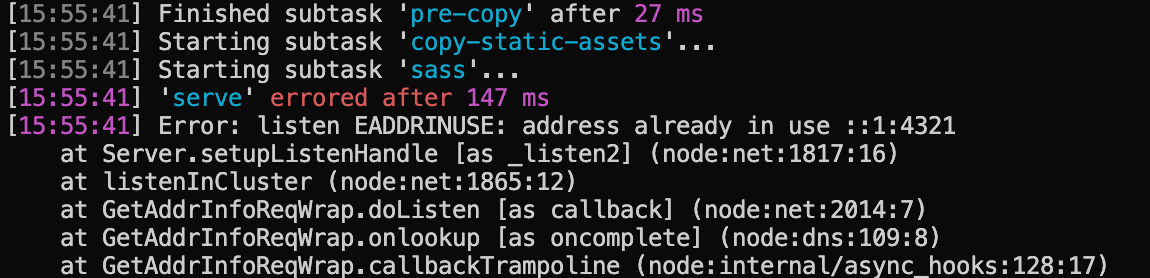 [15:55:41] Finished subtask 'pre-copy' after 27 ms
[15:55:41] Starting subtask 'copy-static-assets'...
[15:55:41] Starting subtask 'sass'...
[15:55:41] 'serve' errored after 147 ms
[15:55:41] Error: listen EADDRINUSE: address already in use ::1:4321
    at Server.setupListenHandle [as _listen2] (node:net:1817:16)
    at listenInCluster (node:net:1865:12)
    at GetAddrInfoReqWrap.doListen [as callback] (node:net:2014:7)
    at GetAddrInfoReqWrap.onlookup [as oncomplete] (node:dns:109:8)
    at GetAddrInfoReqWrap.callbackTrampoline (node:internal/async_hooks:128:17)